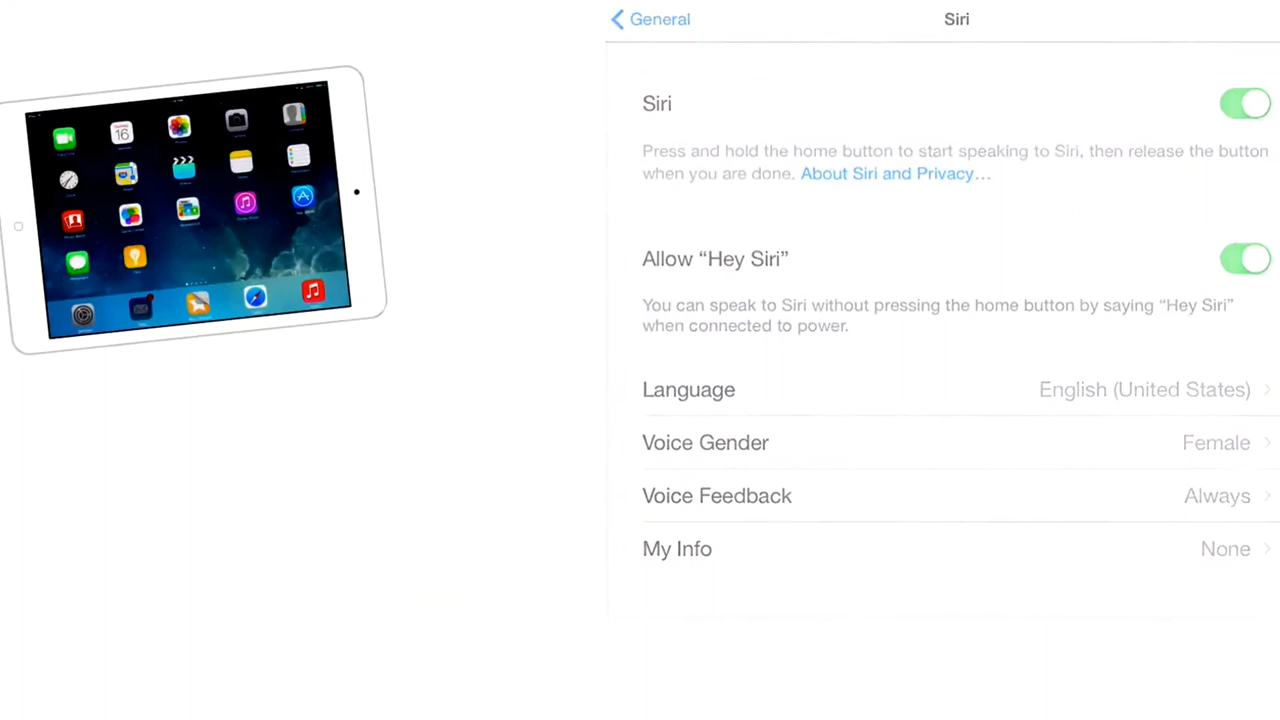 General
Siri
Siri
Press and hold the home button to start speaking to Siri, then release the button
when you are done. About Siri and Privacy…
Allow “Hey Siri”
You can speak to Siri without pressing the home button by saying “Hey Siri”
when connected to power.
Language English (United States)
Voice Gender Female
Voice Feedback Always
My Info None
16